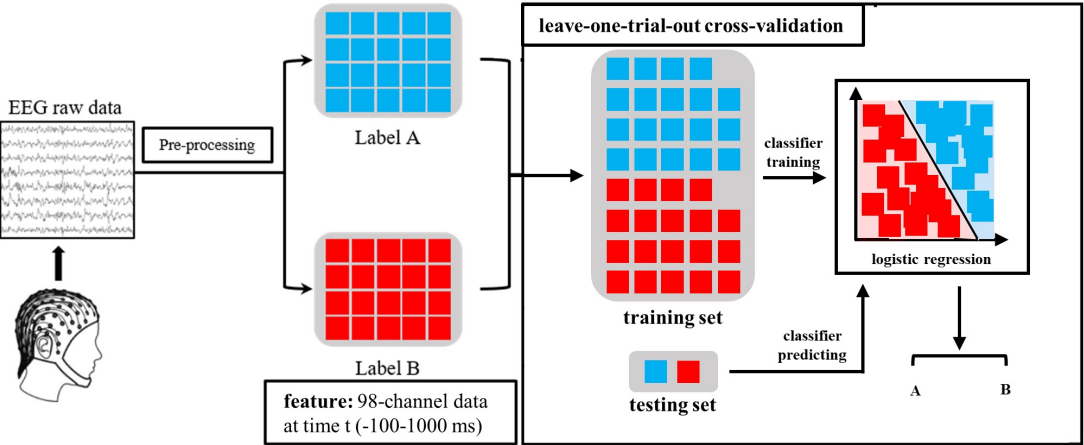 EEG raw data
Pre-processing
Label A
Label B
feature: 98-channel data
at time t (-100-1000 ms)
leave-one-trial-out cross-validation
training set
testing set
classifier
training
classifier
predicting
logistic regression
A
B